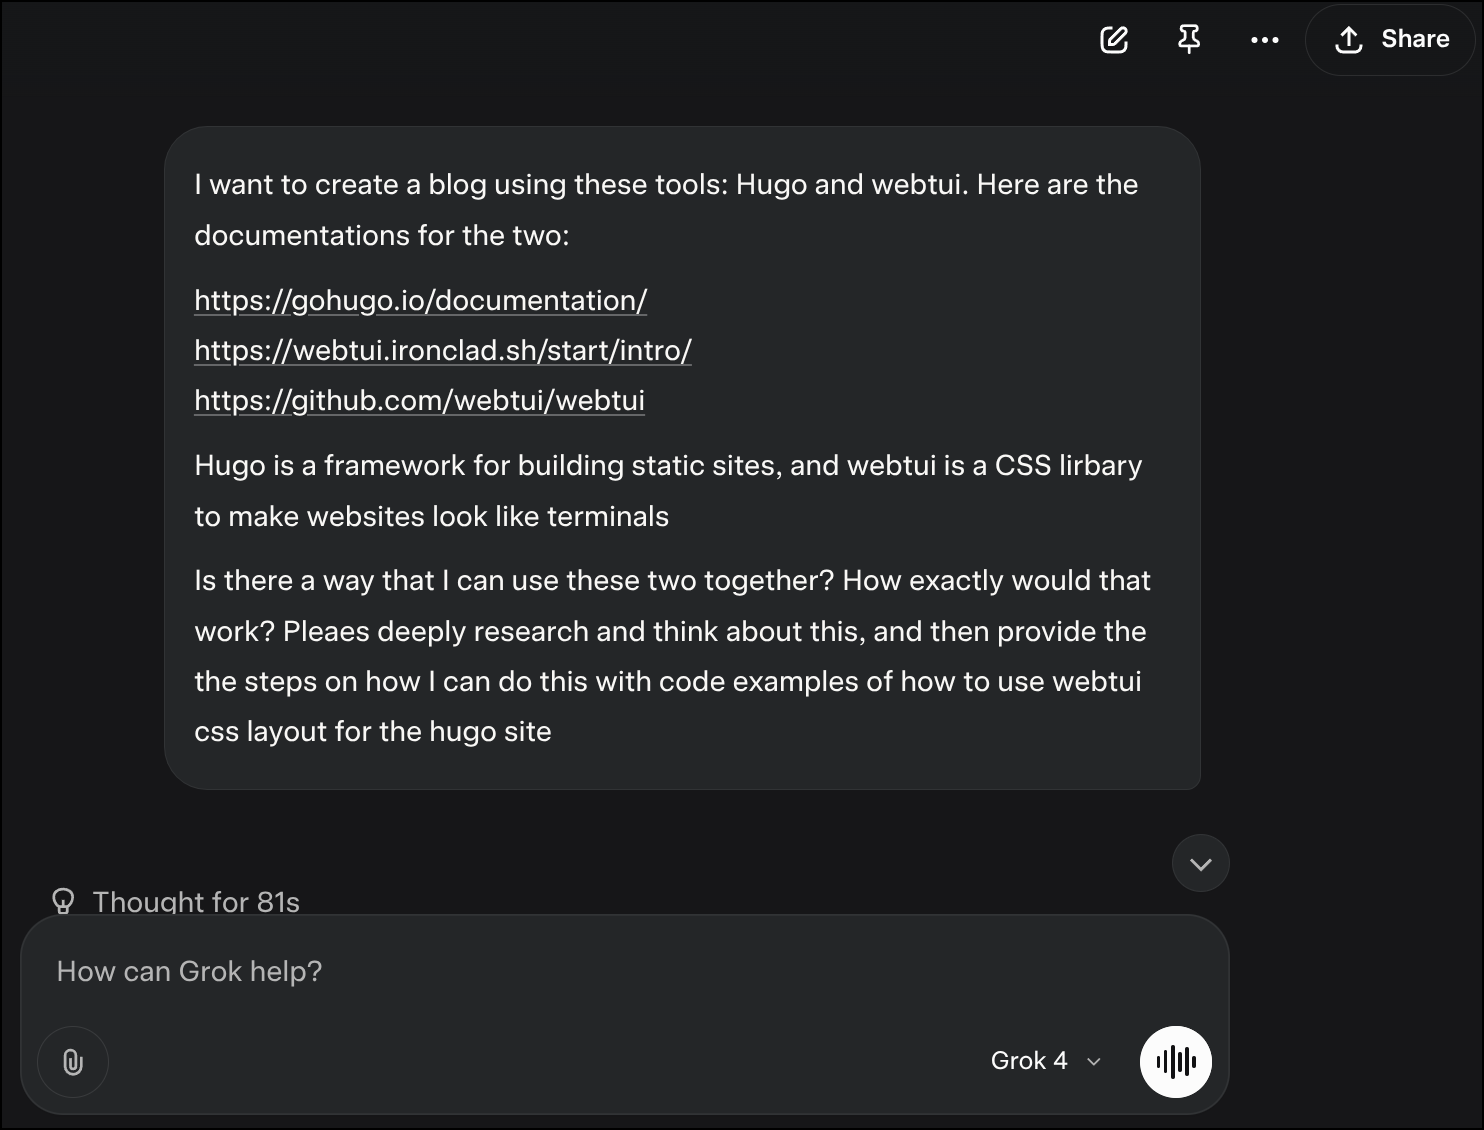 Share
I want to create a blog using these tools: Hugo and webtui. Here are the
documentations for the two:
https://gohugo.io/documentation/
https://webtui.ironclad.sh/start/intro/
https://github.com/webtui/webtui
Hugo is a framework for building static sites, and webtui is a CSS lirbary
to make websites look like terminals
Is there a way that I can use these two together? How exactly would that
work? Pleaes deeply research and think about this, and then provide the
the steps on how I can do this with code examples of how to use webtui
css layout for the hugo site
Thought for 81s
How can Grok help?
Grok 4